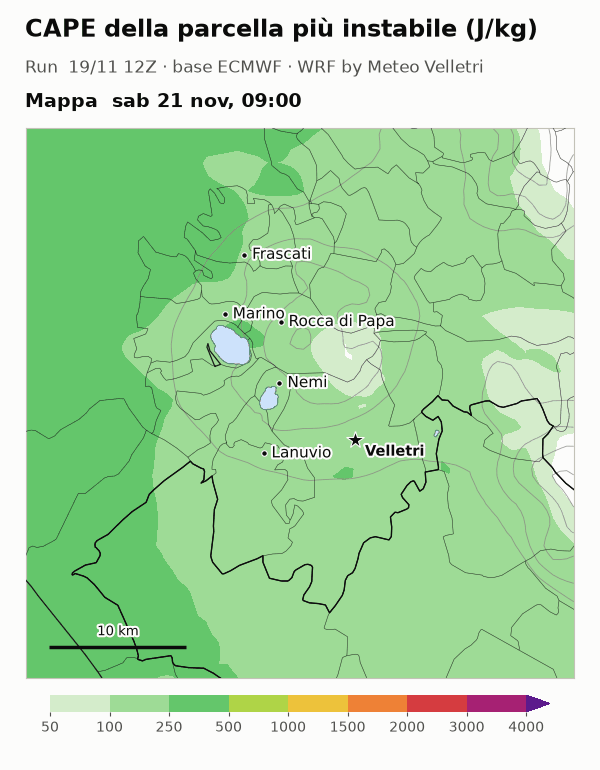 CAPE della parcella più instabile (J/kg)
Run 19/11 12Z · base ECMWF · WRF by Meteo Velletri
Mappa sab 21 nov, 09:00
Frascati
Marino
Rocca di Papa
Nemi
Velletri
Lanuvio
10 km
50 100 250 500 1000 1500 2000 3000 4000